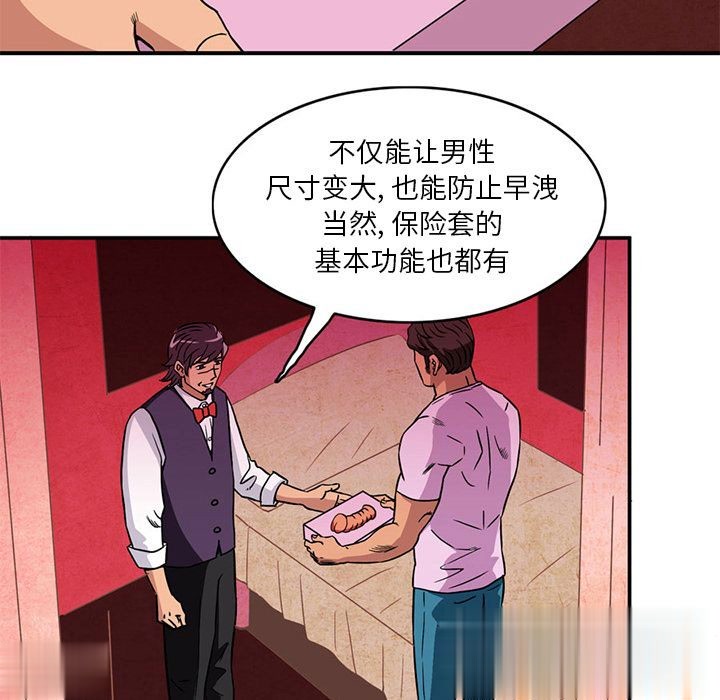 不仅能让男性
尺寸变大, 也能防止早洩
当然, 保险套的
基本功能也都有